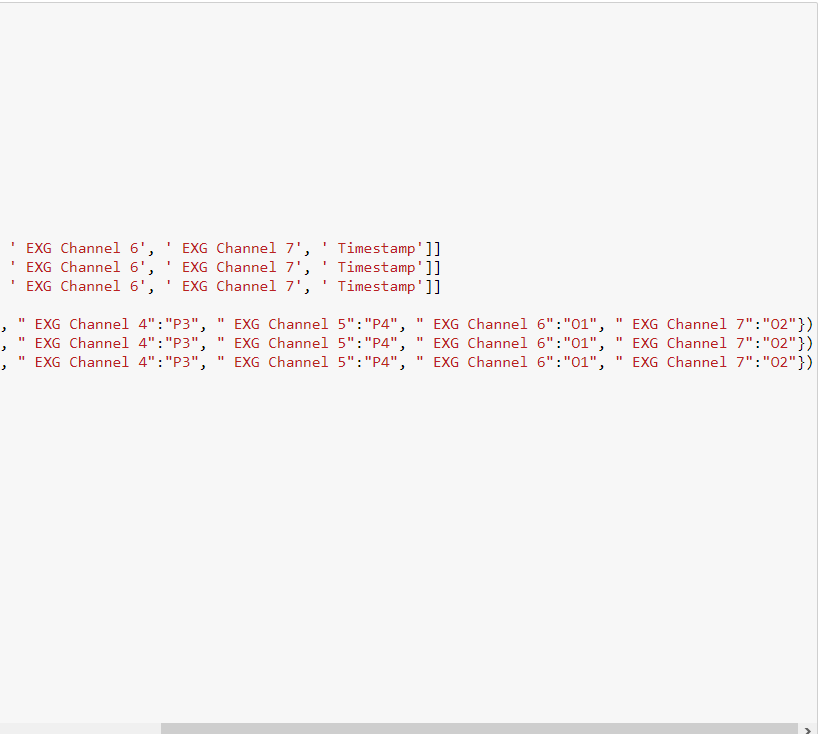 ' EXG Channel 6', ' EXG Channel 7', ' Timestamp']]
' EXG Channel 6', ' EXG Channel 7', ' Timestamp']]
' EXG Channel 6', ' EXG Channel 7', ' Timestamp']]
, " EXG Channel 4":"P3", " EXG Channel 5":"P4", " EXG Channel 6":"O1", " EXG Channel 7":"O2"})
, " EXG Channel 4":"P3", " EXG Channel 5":"P4", " EXG Channel 6":"O1", " EXG Channel 7":"O2"})
, " EXG Channel 4":"P3", " EXG Channel 5":"P4", " EXG Channel 6":"O1", " EXG Channel 7":"O2"})